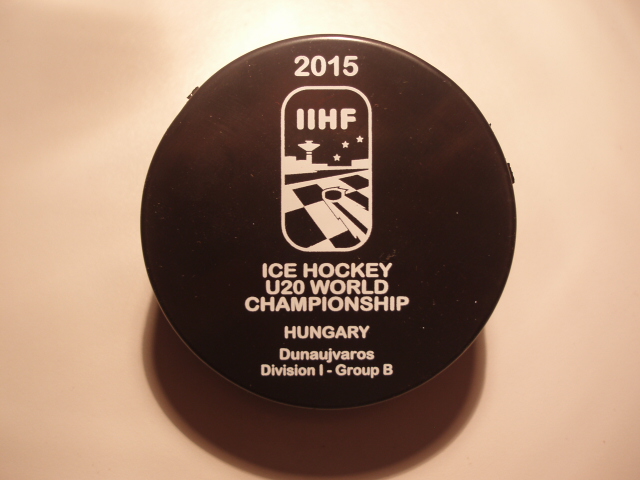 2015
IIHF
ICE HOCKEY
U20 WORLD
CHAMPIONSHIP
HUNGARY
Dunaujvaros
Division I - Group B